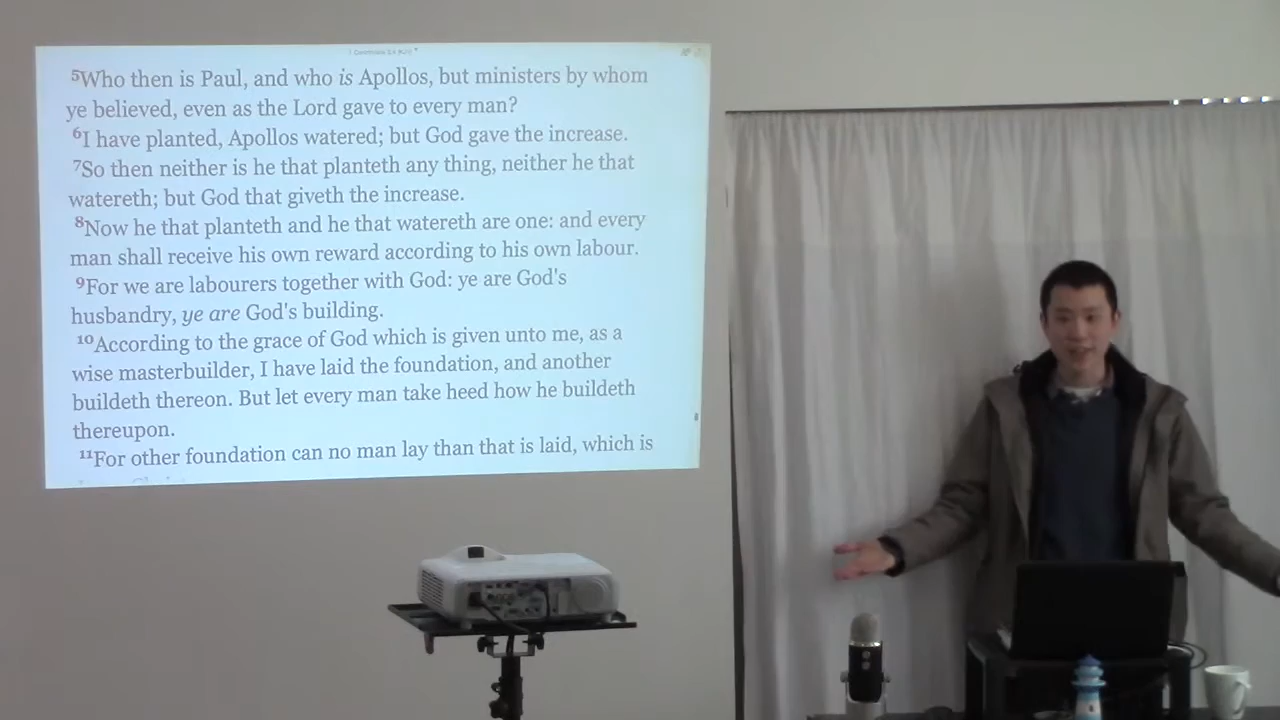 5Who then is Paul, and who is Apollos, but ministers by whom
ye believed, even as the Lord gave to every man?
6I have planted, Apollos watered; but God gave the increase.
7So then neither is he that planteth any thing, neither he that
watereth; but God that giveth the increase.
8Now he that planteth and he that watereth are one: and every
man shall receive his own reward according to his own labour.
9For we are labourers together with God: ye are God's
husbandry, ye are God's building.
10According to the grace of God which is given unto me, as a
wise masterbuilder, I have laid the foundation, and another
buildeth thereon. But let every man take heed how he buildeth
thereupon.
11For other foundation can no man lay than that is laid, which is